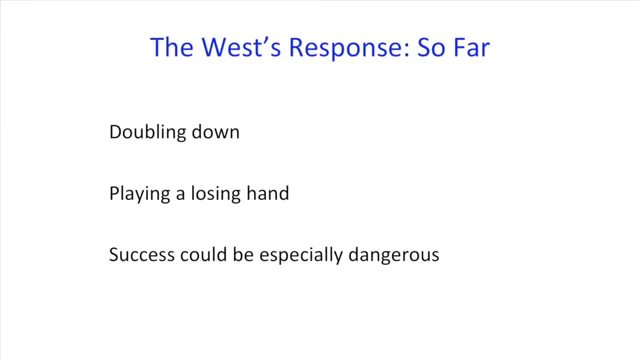 The West’s Response: So Far
Doubling down
Playing a losing hand
Success could be especially dangerous